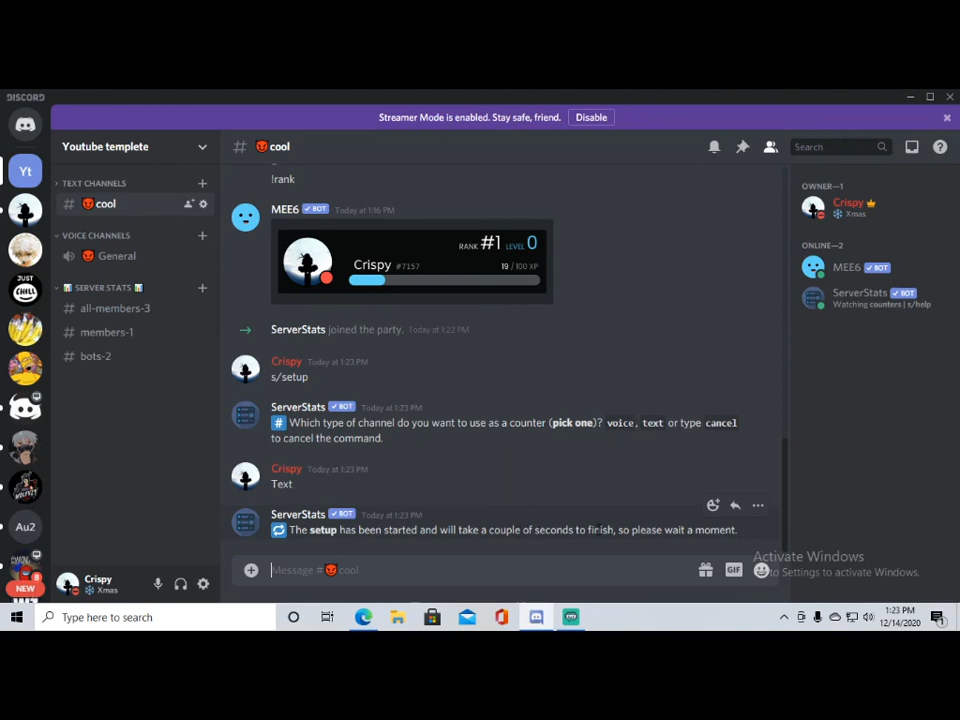 DISCORD
Streamer Mode is enabled. Stay safe, friend. Disable
Youtube templete
# cool
Search
TEXT CHANNELS
# cool
VOICE CHANNELS
General
SERVER STATS
# all-members-3
# members-1
# bots-2
Yt
JUST
CHILL
Au2
8
NEW
Crispy
Xmas
!rank
MEE6 BOT Today at 1:16 PM
RANK #1 LEVEL 0
Crispy #7157 19 / 100 XP
ServerStats joined the party. Today at 1:22 PM
Crispy Today at 1:23 PM
s/setup
ServerStats BOT Today at 1:23 PM
# Which type of channel do you want to use as a counter (pick one)? voice, text or type cancel
to cancel the command.
Crispy Today at 1:23 PM
Text
ServerStats BOT Today at 1:23 PM
The setup has been started and will take a couple of seconds to finish, so please wait a moment.
Message # cool
GIF
OWNER—1
Crispy
Xmas
ONLINE—2
MEE6 BOT
ServerStats BOT
Watching counters | s/help
Activate Windows
to Settings to activate Windows.
Type here to search
1:23 PM
12/14/2020
1